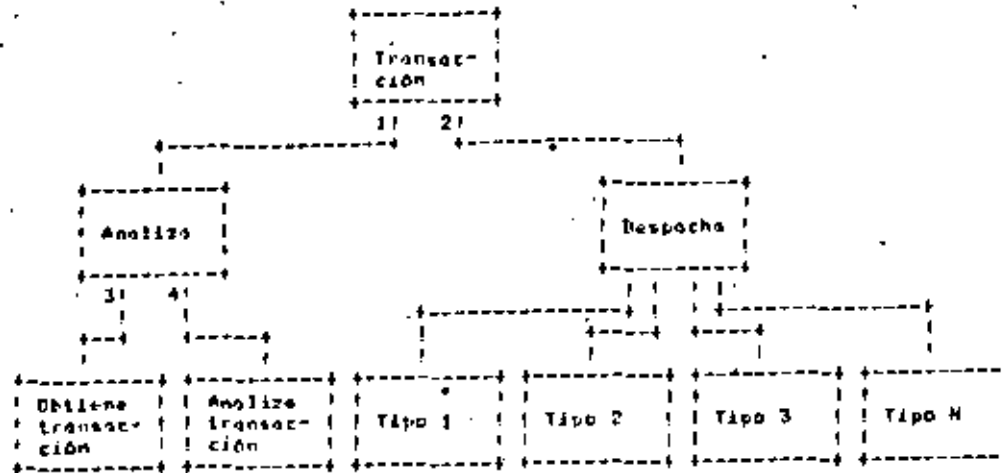 Transac-
ción
1 2
Analiza
Despacha
3 4
Obtiene
transac-
ción
Analiza
transac-
ción
Tipo 1
Tipo 2
Tipo 3
Tipo N